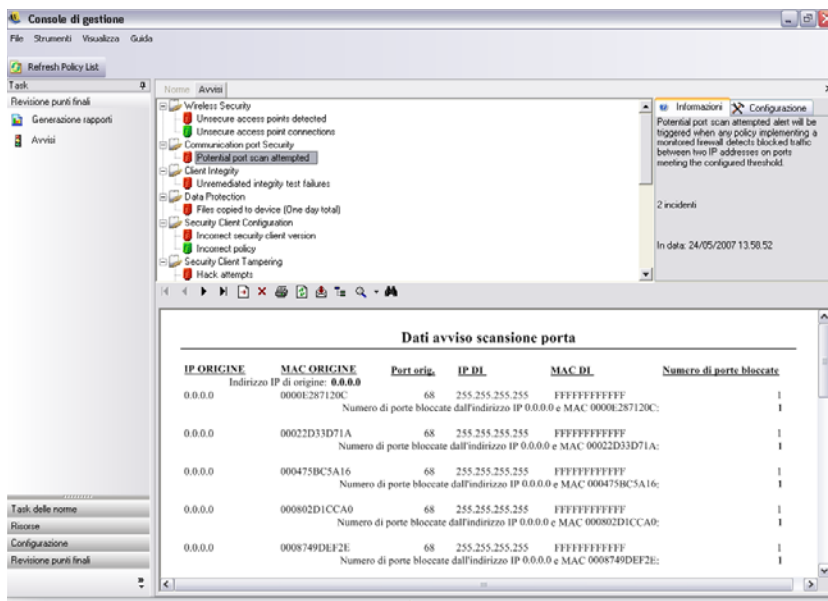 Console di gestione
File Strumenti Visualizza Guida
Refresh Policy List
Task
Revisione punti finali
Generazione rapporti
Avvisi
Task delle norme
Risorse
Configurazione
Revisione punti finali
Norme Avvisi
Wireless Security
Unsecure access points detected
Unsecure access point connections
Communication port Security
Potential port scan attempted
Client Integrity
Unremediated integrity test failures
Data Protection
Files copied to device (One day total)
Security Client Configuration
Incorrect security client version
Incorrect policy
Security Client Tampering
Hack attempts
Informazioni Configurazione
Potential port scan attempted alert will be
triggered when any policy implementing a
monitored firewall detects blocked traffic
between two IP addresses on ports
meeting the configured threshold.
2 incidenti
In data: 24/05/2007 13.58.52
Dati avviso scansione porta
IP ORIGINE MAC ORIGINE Port orig. IP DI MAC DI Numero di porte bloccate
Indirizzo IP di origine: 0.0.0.0
0.0.0.0 0000E287120C 68 255.255.255.255 FFFFFFFFFFFF 1
Numero di porte bloccate dall'indirizzo IP 0.0.0.0 e MAC 0000E287120C: 1
0.0.0.0 00022D33D71A 68 255.255.255.255 FFFFFFFFFFFF 1
Numero di porte bloccate dall'indirizzo IP 0.0.0.0 e MAC 00022D33D71A: 1
0.0.0.0 000475BC5A16 68 255.255.255.255 FFFFFFFFFFFF 1
Numero di porte bloccate dall'indirizzo IP 0.0.0.0 e MAC 000475BC5A16: 1
0.0.0.0 000802D1CCA0 68 255.255.255.255 FFFFFFFFFFFF 1
Numero di porte bloccate dall'indirizzo IP 0.0.0.0 e MAC 000802D1CCA0: 1
0.0.0.0 0008749DEF2E 68 255.255.255.255 FFFFFFFFFFFF 1
Numero di porte bloccate dall'indirizzo IP 0.0.0.0 e MAC 0008749DEF2E: 1